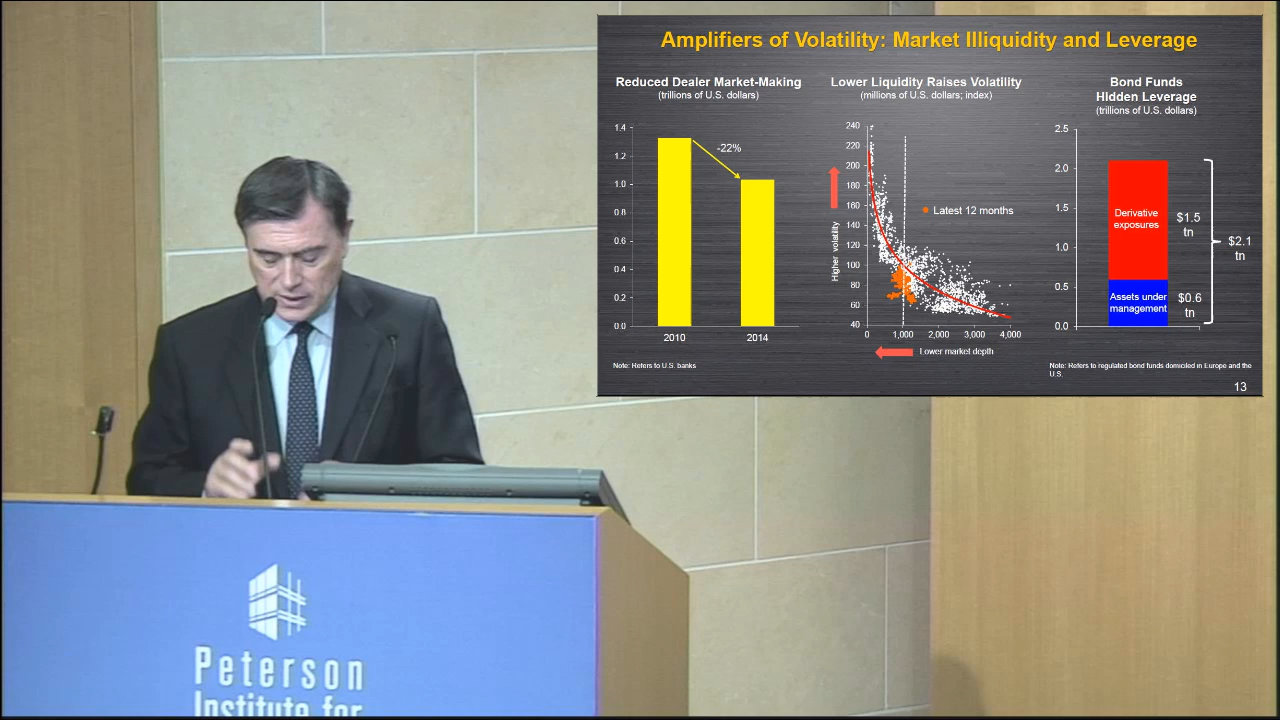 Amplifiers of Volatility: Market Illiquidity and Leverage
Reduced Dealer Market-Making
(trillions of U.S. dollars)
1.4
1.2
1.0
0.8
0.6
0.4
0.2
0.0
-22%
2010
2014
Note: Refers to U.S. banks
Lower Liquidity Raises Volatility
(millions of U.S. dollars; index)
240
220
200
180
160
140
120
100
80
60
40
Higher volatility
Latest 12 months
0
1,000
2,000
3,000
4,000
Lower market depth
Bond Funds
Hidden Leverage
(trillions of U.S. dollars)
2.5
2.0
1.5
1.0
0.5
0.0
Derivative
exposures
Assets under
management
$1.5
tn
$0.6
tn
$2.1
tn
Note: Refers to regulated bond funds domiciled in Europe and the
U.S.
13
Peterson
Institute for